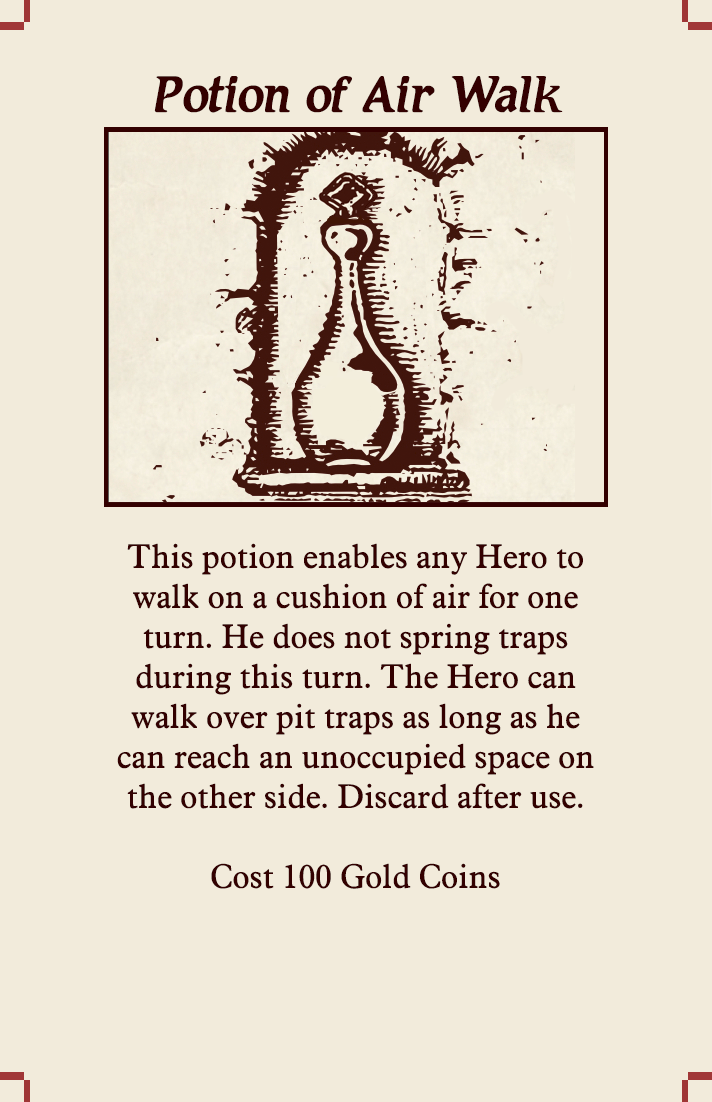 Potion of Air Walk
This potion enables any Hero to
walk on a cushion of air for one
turn. He does not spring traps
during this turn. The Hero can
walk over pit traps as long as he
can reach an unoccupied space on
the other side. Discard after use.
Cost 100 Gold Coins